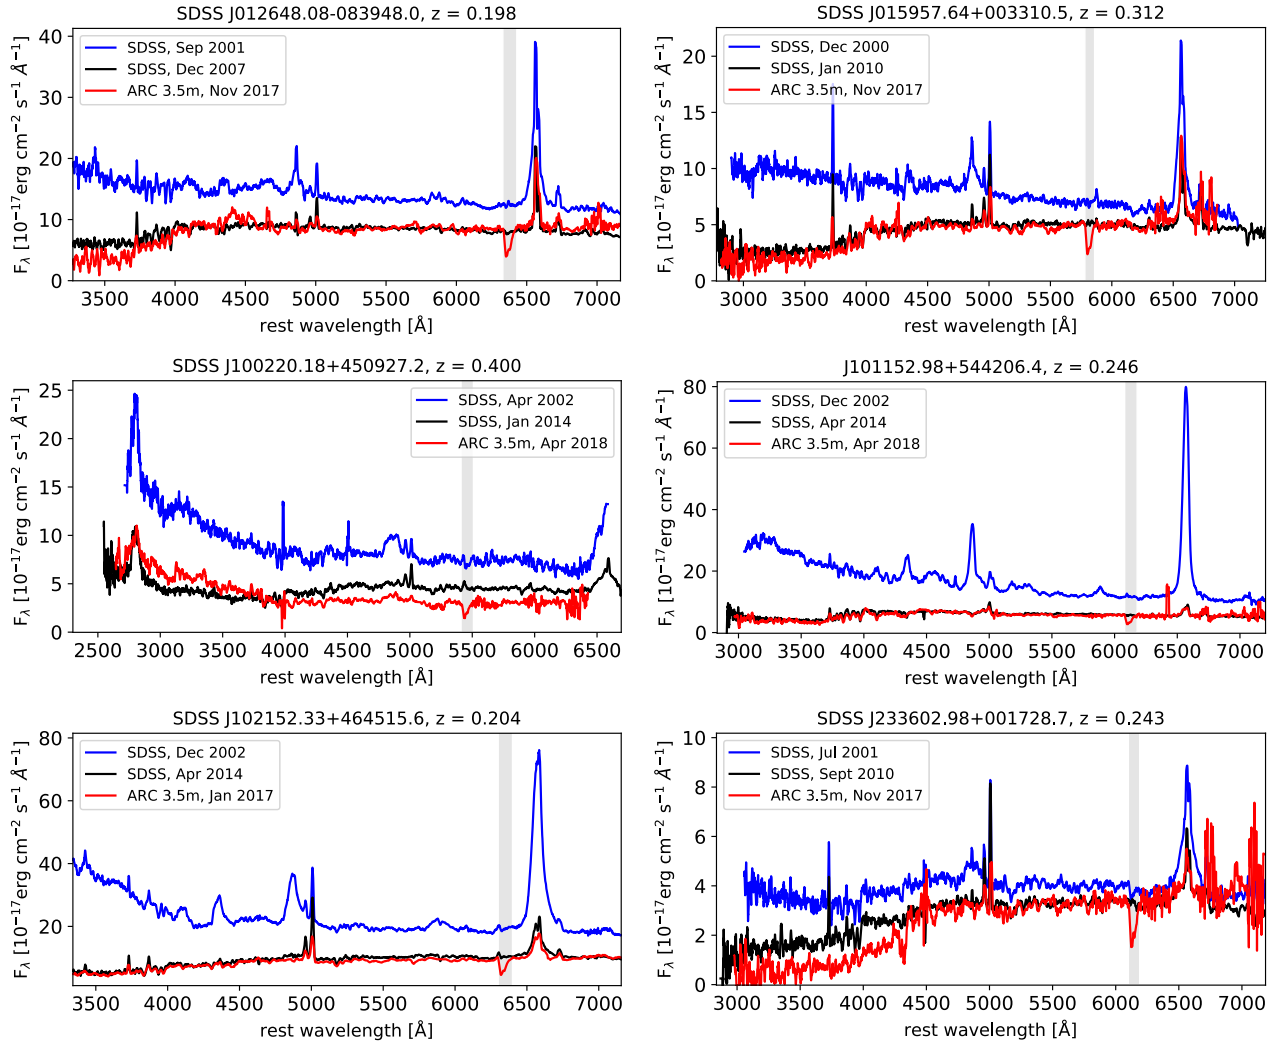 SDSS J012648.08-083948.0, z = 0.198
SDSS, Sep 2001
SDSS, Dec 2007
ARC 3.5m, Nov 2017
F_λ [10⁻¹⁷erg cm⁻² s⁻¹ Å⁻¹]
40
30
20
10
0
3500 4000 4500 5000 5500 6000 6500 7000
rest wavelength [Å]
SDSS J015957.64+003310.5, z = 0.312
SDSS, Dec 2000
SDSS, Jan 2010
ARC 3.5m, Nov 2017
F_λ [10⁻¹⁷erg cm⁻² s⁻¹ Å⁻¹]
20
15
10
5
0
3000 3500 4000 4500 5000 5500 6000 6500 7000
rest wavelength [Å]
SDSS J100220.18+450927.2, z = 0.400
SDSS, Apr 2002
SDSS, Jan 2014
ARC 3.5m, Apr 2018
F_λ [10⁻¹⁷erg cm⁻² s⁻¹ Å⁻¹]
25
20
15
10
5
0
2500 3000 3500 4000 4500 5000 5500 6000 6500
rest wavelength [Å]
J101152.98+544206.4, z = 0.246
SDSS, Dec 2002
SDSS, Apr 2014
ARC 3.5m, Apr 2018
F_λ [10⁻¹⁷erg cm⁻² s⁻¹ Å⁻¹]
80
60
40
20
0
3000 3500 4000 4500 5000 5500 6000 6500 7000
rest wavelength [Å]
SDSS J102152.33+464515.6, z = 0.204
SDSS, Dec 2002
SDSS, Apr 2014
ARC 3.5m, Jan 2017
F_λ [10⁻¹⁷erg cm⁻² s⁻¹ Å⁻¹]
80
60
40
20
3500 4000 4500 5000 5500 6000 6500 7000
rest wavelength [Å]
SDSS J233602.98+001728.7, z = 0.243
SDSS, Jul 2001
SDSS, Sept 2010
ARC 3.5m, Nov 2017
F_λ [10⁻¹⁷erg cm⁻² s⁻¹ Å⁻¹]
10
8
6
4
2
0
3000 3500 4000 4500 5000 5500 6000 6500 7000
rest wavelength [Å]